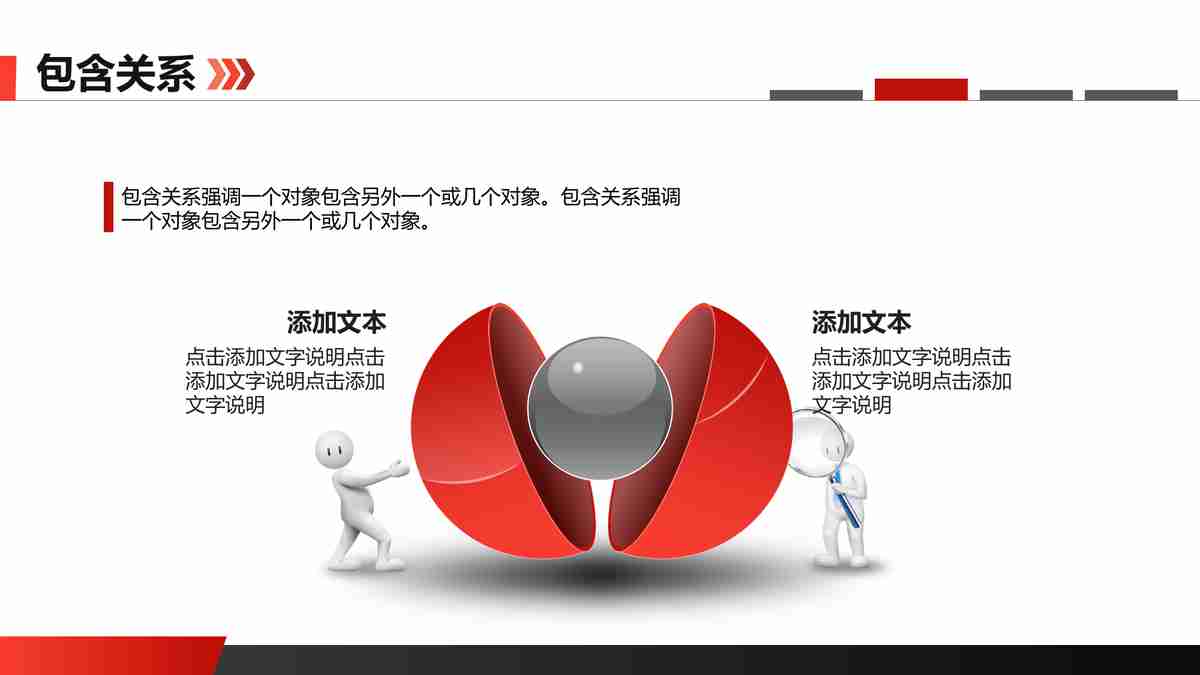 包含关系
包含关系强调一个对象包含另外一个或几个对象。包含关系强调
一个对象包含另外一个或几个对象。
添加文本
点击添加文字说明点击
添加文字说明点击添加
文字说明
添加文本
点击添加文字说明点击
添加文字说明点击添加
文字说明